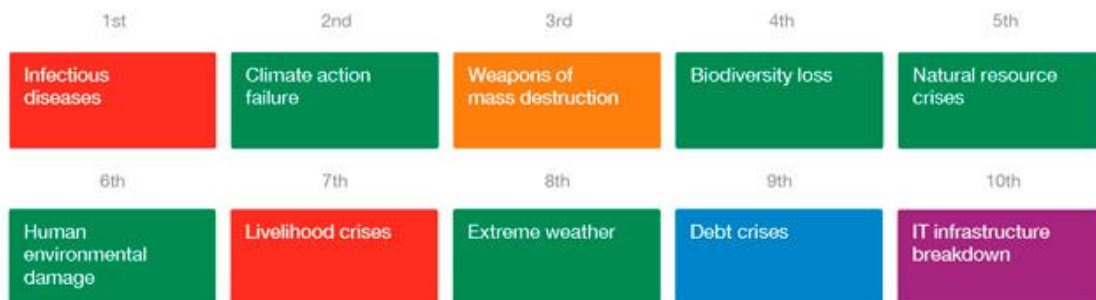 1st 2nd 3rd 4th 5th
Infectious
diseases
Climate action
failure
Weapons of
mass destruction
Biodiversity loss
Natural resource
crises
6th 7th 8th 9th 10th
Human
environmental
damage
Livelihood crises
Extreme weather
Debt crises
IT infrastructure
breakdown